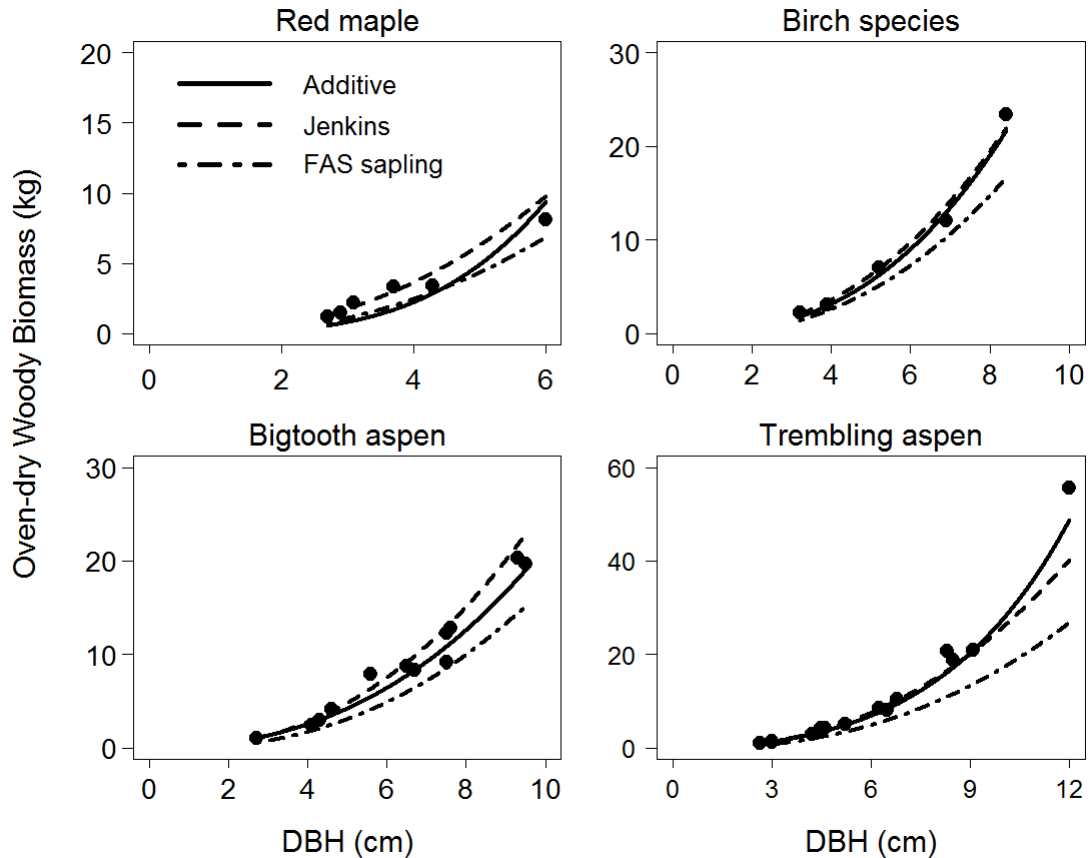 Red maple
20
15
10
5
0
0 2 4 6
Additive
Jenkins
FAS sapling
Birch species
30
20
10
0
0 2 4 6 8 10
Bigtooth aspen
30
20
10
0
0 2 4 6 8 10
Trembling aspen
60
40
20
0
0 3 6 9 12
Oven-dry Woody Biomass (kg)
DBH (cm)
DBH (cm)